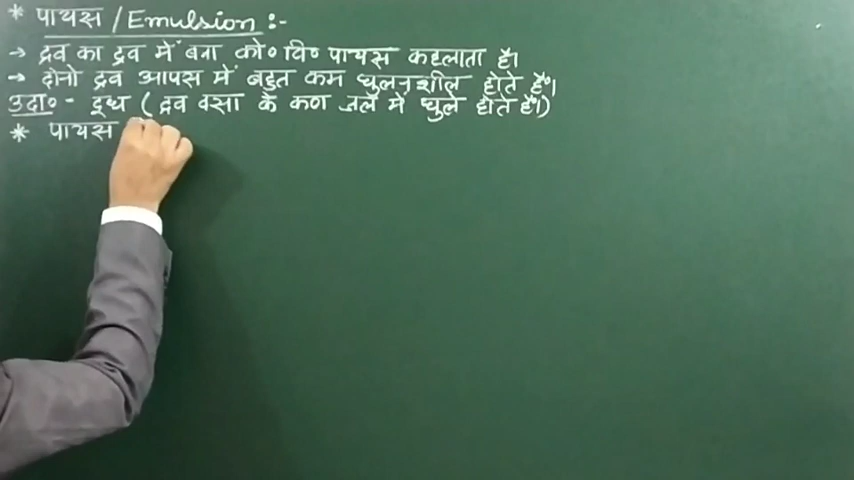 * पायस / Emulsion :-
→ द्रव का द्रव में बना को० वि० पायस कहलाता है।
→ दोनो द्रव आपस में बहुत कम घुलनशील होते हैं।
उदा० - दूध ( द्रव वसा के कण जल मे घुले होते हैं।)
* पायस